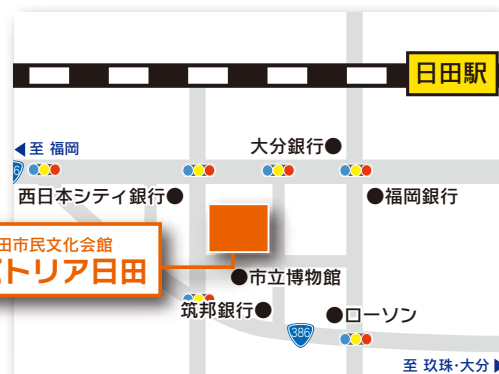 日田駅
至 福岡
大分銀行
西日本シティ銀行
福岡銀行
田市民文化会館
トリア日田
市立博物館
筑邦銀行
ローソン
386
至 玖珠・大分